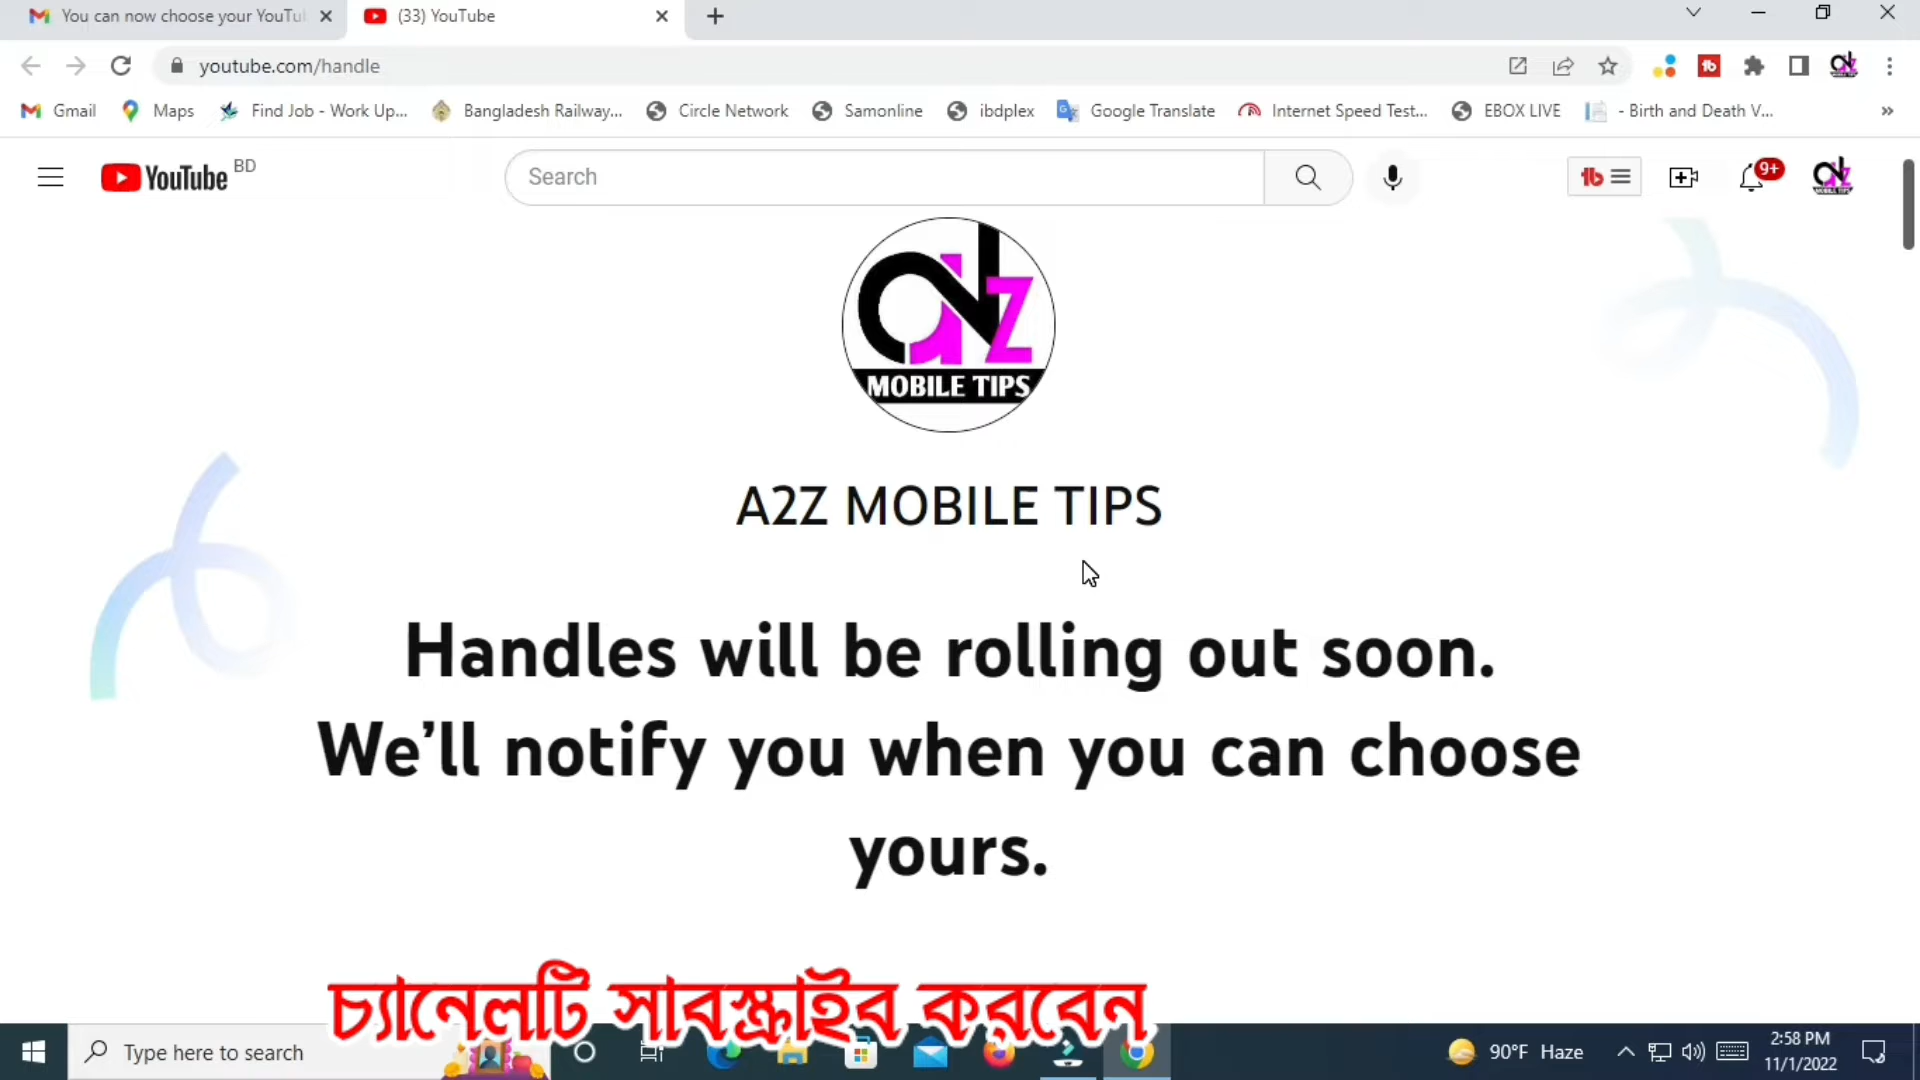 You can now choose your YouTu
(33) YouTube
youtube.com/handle
Gmail
Maps
Find Job - Work Up...
Bangladesh Railway...
Circle Network
Samonline
ibdplex
Google Translate
Internet Speed Test...
EBOX LIVE
- Birth and Death V...
»
YouTube BD
Search
9+
MOBILE TIPS
A2Z MOBILE TIPS
Handles will be rolling out soon.
We’ll notify you when you can choose
yours.
চ্যানেলটি সাবস্ক্রাইব করবেন
Type here to search
90°F Haze
2:58 PM
11/1/2022